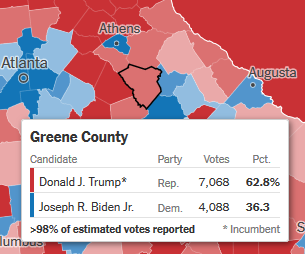 Athens
Atlanta
Augusta
Greene County
Candidate Party Votes Pct.
Donald J. Trump* Rep. 7,068 62.8%
Joseph R. Biden Jr. Dem. 4,088 36.3
>98% of estimated votes reported * Incumbent
lumbus
S